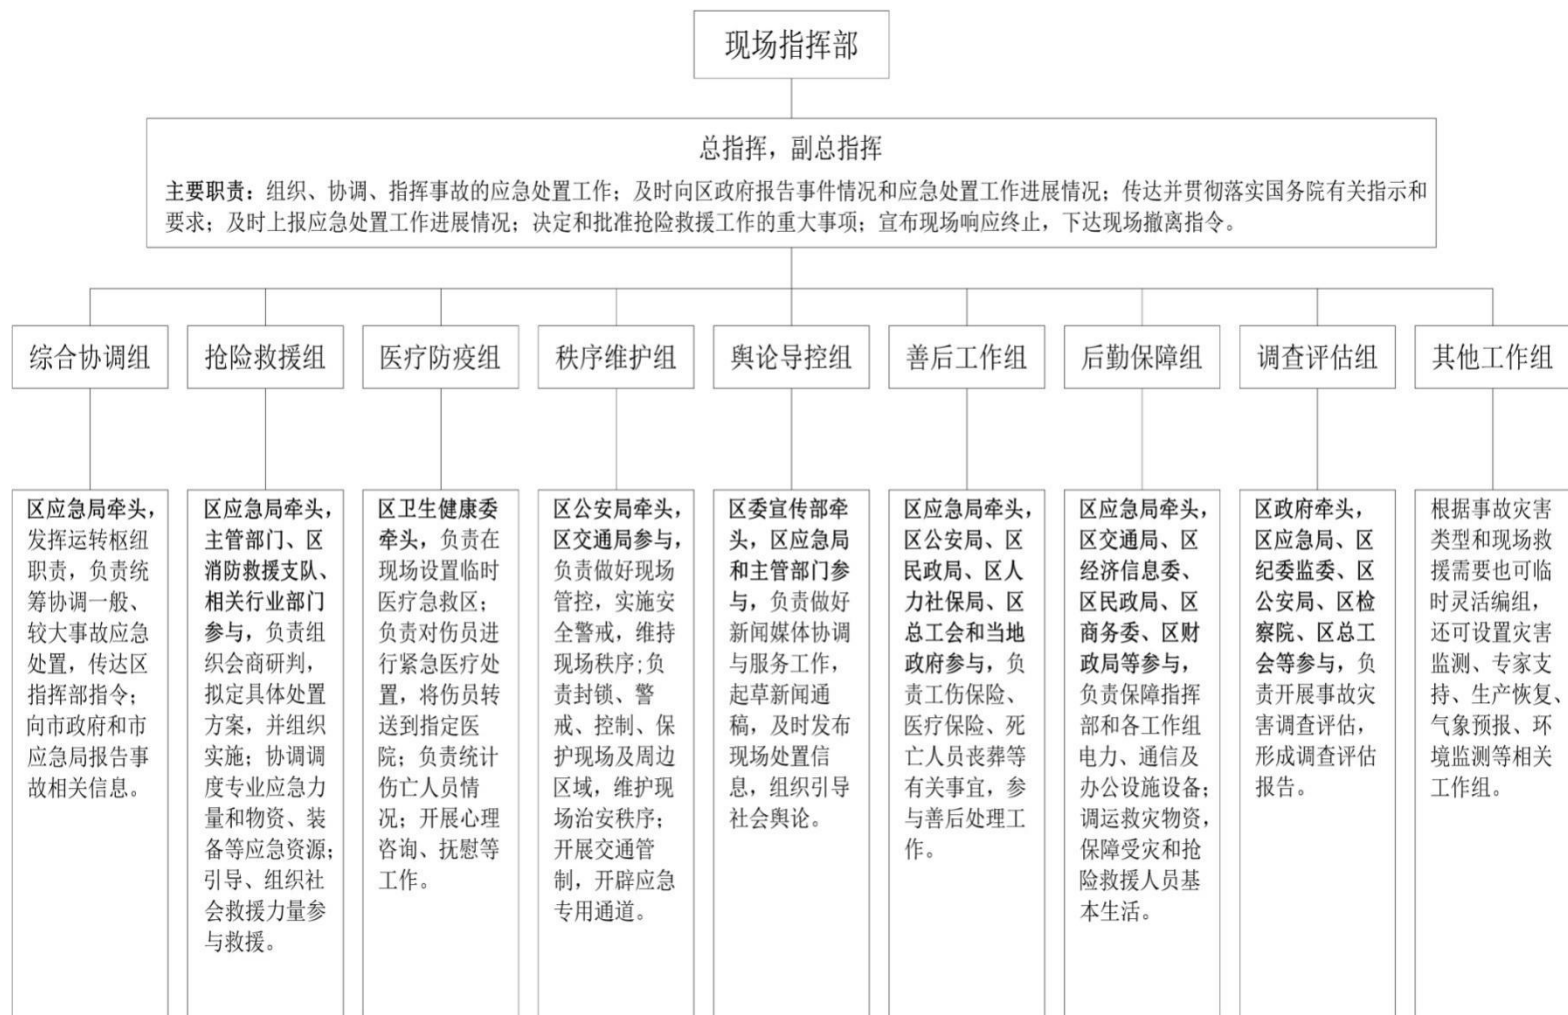 现场指挥部
总指挥，副总指挥
主要职责：组织、协调、指挥事故的应急处置工作；及时向区政府报告事件情况和应急处置工作进展情况；传达并贯彻落实国务院有关指示和
要求；及时上报应急处置工作进展情况；决定和批准抢险救援工作的重大事项；宣布现场响应终止，下达现场撤离指令。
综合协调组
抢险救援组
医疗防疫组
秩序维护组
舆论导控组
善后工作组
后勤保障组
调查评估组
其他工作组
区应急局牵头，
发挥运转枢纽
职责，负责统
筹协调一般、
较大事故应急
处置，传达区
指挥部指令；
向市政府和市
应急局报告事
故相关信息。
区应急局牵头，
主管部门、区
消防救援支队、
相关行业部门
参与，负责组
织会商研判，
拟定具体处置
方案，并组织
实施；协调调
度专业应急力
量和物资、装
备等应急资源；
引导、组织社
会救援力量参
与救援。
区卫生健康委
牵头，负责在
现场设置临时
医疗急救区；
负责对伤员进
行紧急医疗处
置，将伤员转
送到指定医
院；负责统计
伤亡人员情
况；开展心理
咨询、抚慰等
工作。
区公安局牵头，
区交通局参与，
负责做好现场
管控，实施安
全警戒，维持
现场秩序;负
责封锁、警
戒、控制、保
护现场及周边
区域，维护现
场治安秩序；
开展交通管
制，开辟应急
专用通道。
区委宣传部牵
头，区应急局
和主管部门参
与，负责做好
新闻媒体协调
与服务工作，
起草新闻通
稿，及时发布
现场处置信
息，组织引导
社会舆论。
区应急局牵头，
区公安局、区
民政局、区人
力社保局、区
总工会和当地
政府参与，负
责工伤保险、
医疗保险、死
亡人员丧葬等
有关事宜，参
与善后处理工
作。
区应急局牵头，
区交通局、区
经济信息委、
区民政局、区
商务委、区财
政局等参与，
负责保障指挥
部和各工作组
电力、通信及
办公设施设备；
调运救灾物资，
保障受灾和抢
险救援人员基
本生活。
区政府牵头，
区应急局、区
纪委监委、区
公安局、区检
察院、区总工
会等参与，负
责开展事故灾
害调查评估，
形成调查评估
报告。
根据事故灾害
类型和现场救
援需要也可临
时灵活编组，
还可设置灾害
监测、专家支
持、生产恢复、
气象预报、环
境监测等相关
工作组。